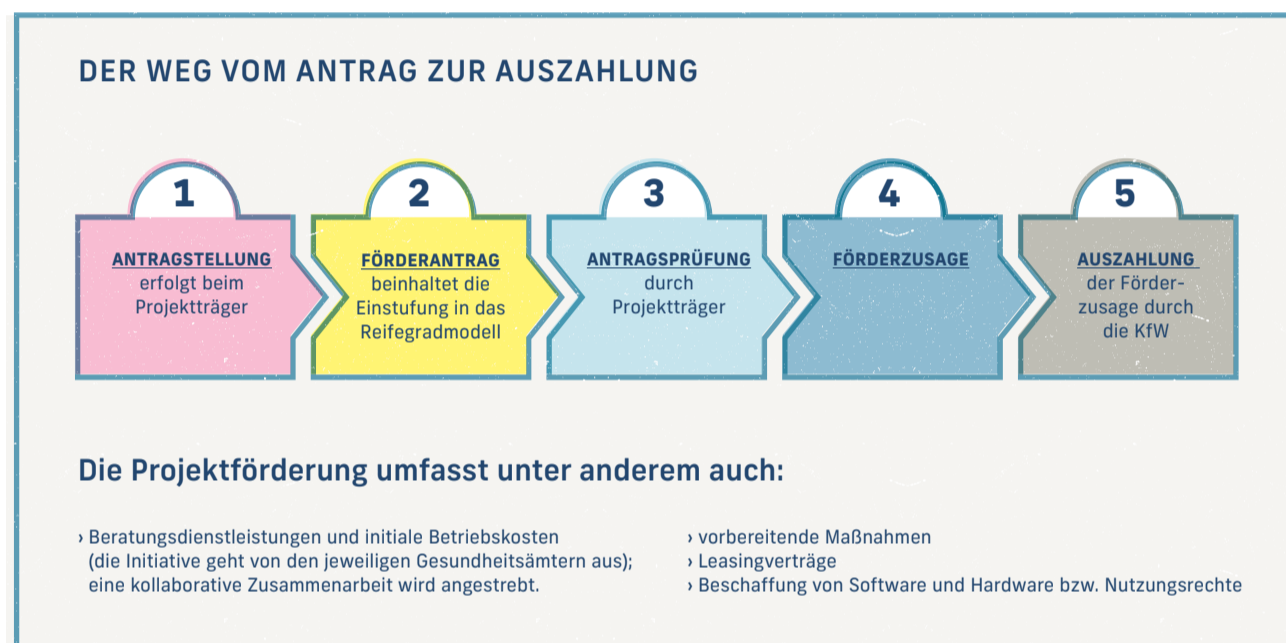 DER WEG VOM ANTRAG ZUR AUSZAHLUNG
1
ANTRAGSTELLUNG
erfolgt beim
Projektträger
2
FÖRDERANTRAG
beinhaltet die
Einstufung in das
Reifegradmodell
3
ANTRAGSPRÜFUNG
durch
Projektträger
4
FÖRDERZUSAGE
5
AUSZAHLUNG
der Förder-
zusage durch
die KfW
Die Projektförderung umfasst unter anderem auch:
› Beratungsdienstleistungen und initiale Betriebskosten
(die Initiative geht von den jeweiligen Gesundheitsämtern aus);
eine kollaborative Zusammenarbeit wird angestrebt.
› vorbereitende Maßnahmen
› Leasingverträge
› Beschaffung von Software und Hardware bzw. Nutzungsrechte